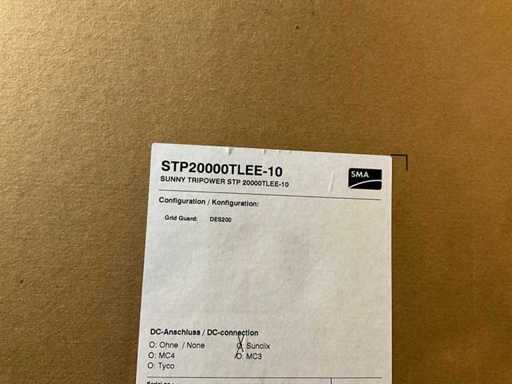 STP20000TLEE-10
SMA
SUNNY TRIPOWER STP 20000TLEE-10
Configuration / Konfiguration:
Grid Guard: DES200
DC-Anschluss / DC-connection
O: Ohne / None O: Sunclix
O: MC4 O: MC3
O: Tyco